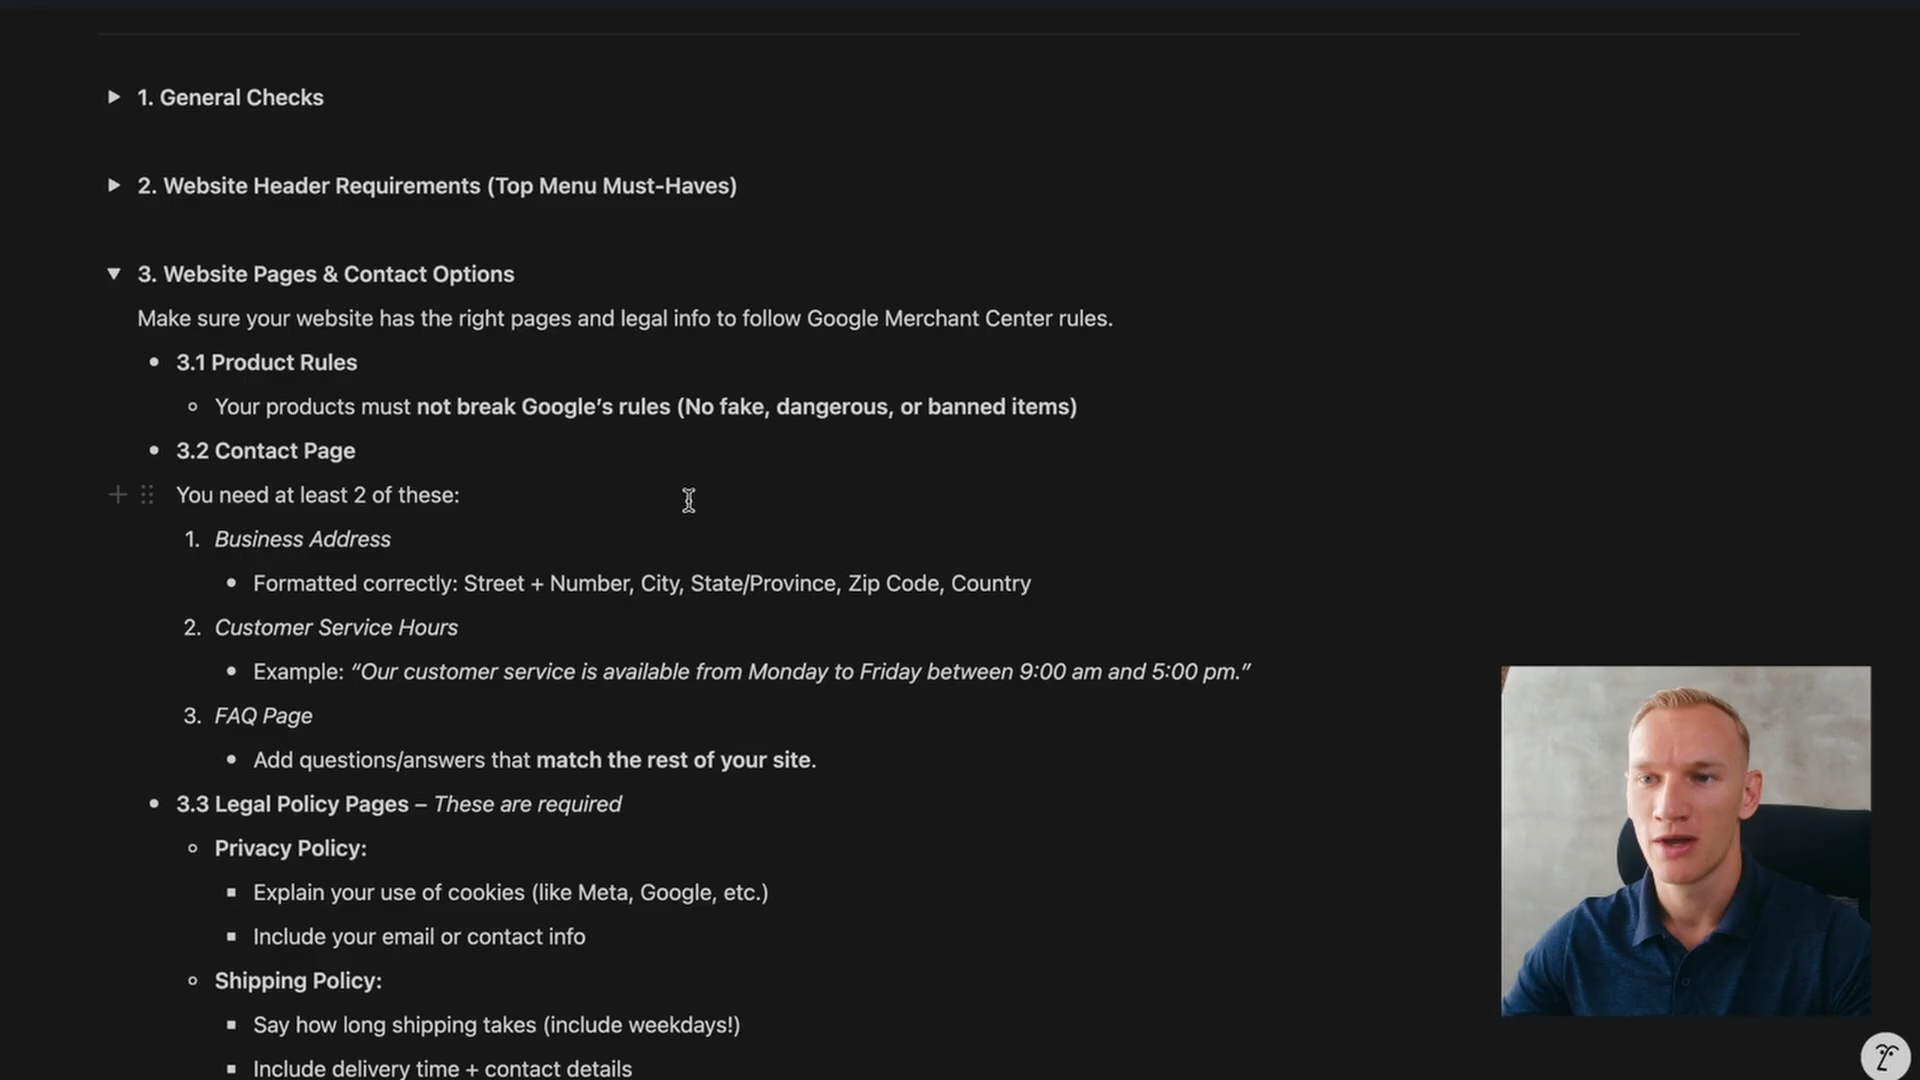 1. General Checks
2. Website Header Requirements (Top Menu Must-Haves)
3. Website Pages & Contact Options
Make sure your website has the right pages and legal info to follow Google Merchant Center rules.
• 3.1 Product Rules
◦ Your products must not break Google’s rules (No fake, dangerous, or banned items)
• 3.2 Contact Page
You need at least 2 of these:
1. Business Address
• Formatted correctly: Street + Number, City, State/Province, Zip Code, Country
2. Customer Service Hours
• Example: “Our customer service is available from Monday to Friday between 9:00 am and 5:00 pm.”
3. FAQ Page
• Add questions/answers that match the rest of your site.
• 3.3 Legal Policy Pages – These are required
◦ Privacy Policy:
▪ Explain your use of cookies (like Meta, Google, etc.)
▪ Include your email or contact info
◦ Shipping Policy:
▪ Say how long shipping takes (include weekdays!)
▪ Include delivery time + contact details